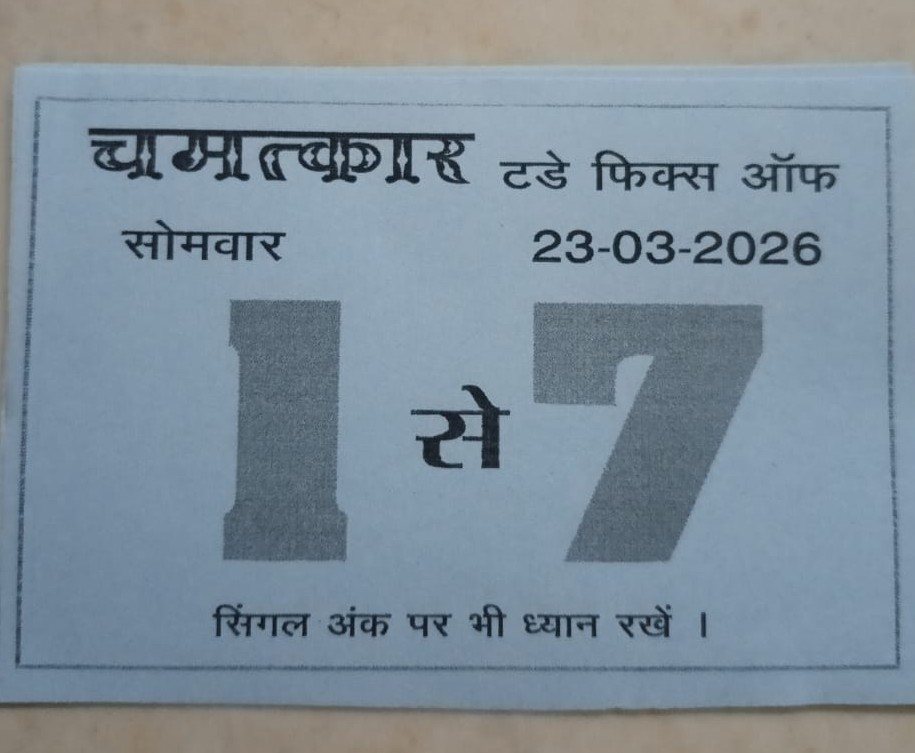 चमत्कार टडे फिक्स ऑफ
सोमवार 23-03-2026
1 से 7
सिंगल अंक पर भी ध्यान रखें ।